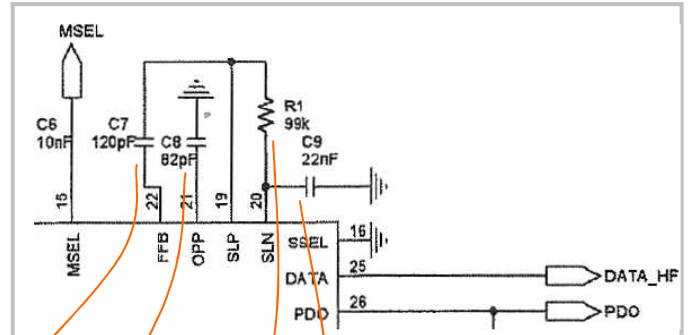 MSEL
C6
10nF
C7
120pF
C8
82pF
R1
99k
C9
22nF
15
22
21
19
20
MSEL
FFB
OPP
SLP
SLN
SSEL
16
DATA
25
DATA_HF
PDO
26
PDO